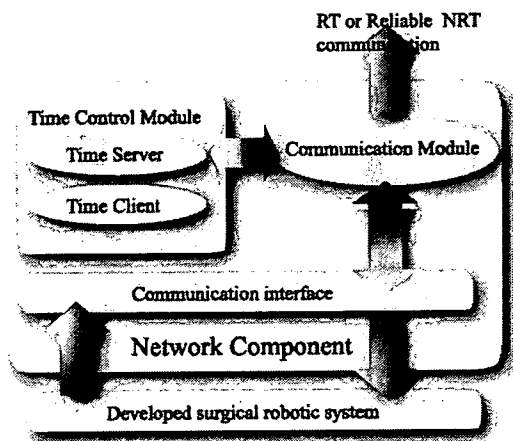 RT or Reliable NRT
communication
Time Control Module
Time Server
Communication Module
Time Client
Communication interface
Network Component
Developed surgical robotic system